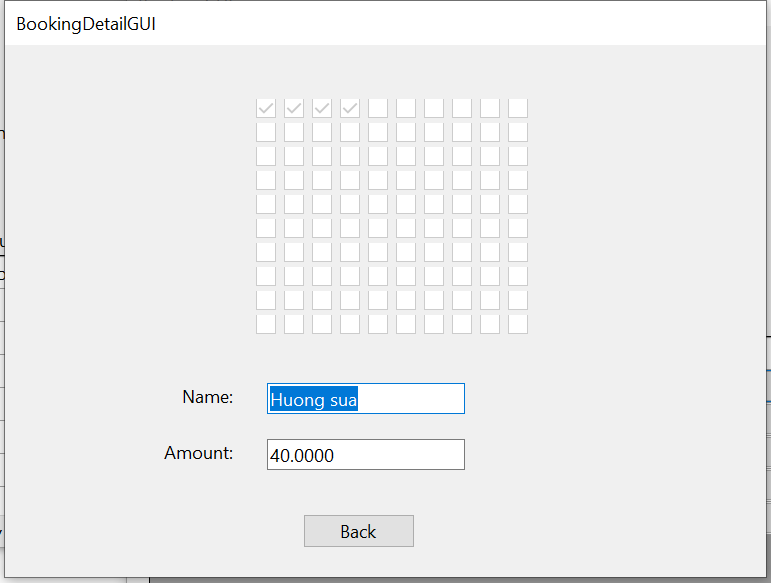 BookingDetailGUI
Name:
Huong sua
Amount:
40.0000
Back